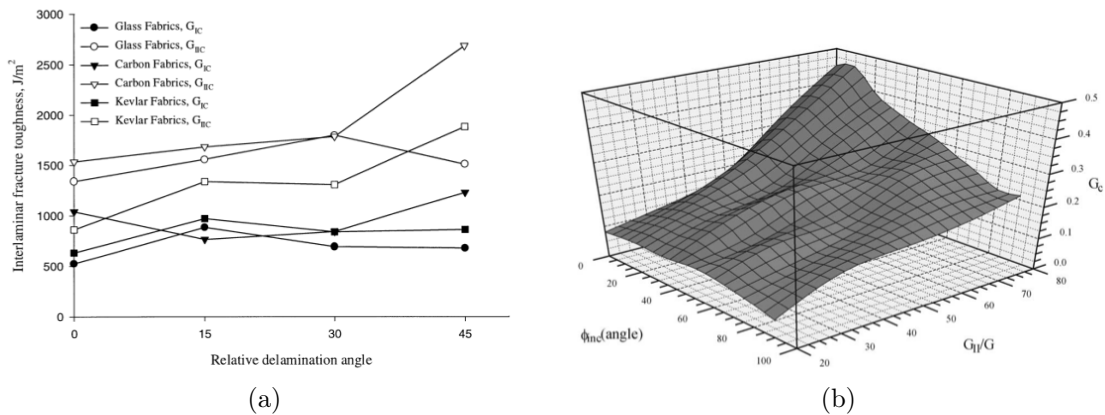 3000
2500
2000
1500
1000
500
0
Interlaminar fracture toughness, J/m²
Glass Fabrics, G_IC
Glass Fabrics, G_IIC
Carbon Fabrics, G_IC
Carbon Fabrics, G_IIC
Kevlar Fabrics, G_IC
Kevlar Fabrics, G_IIC
0 15 30 45
Relative delamination angle
(a)
0.5
0.4
0.3
0.2
0.1
0.0
G_c
0 20 40 60 80 100
ϕ_inc(angle)
20 30 40 50 60 70 80
G_II/G
(b)